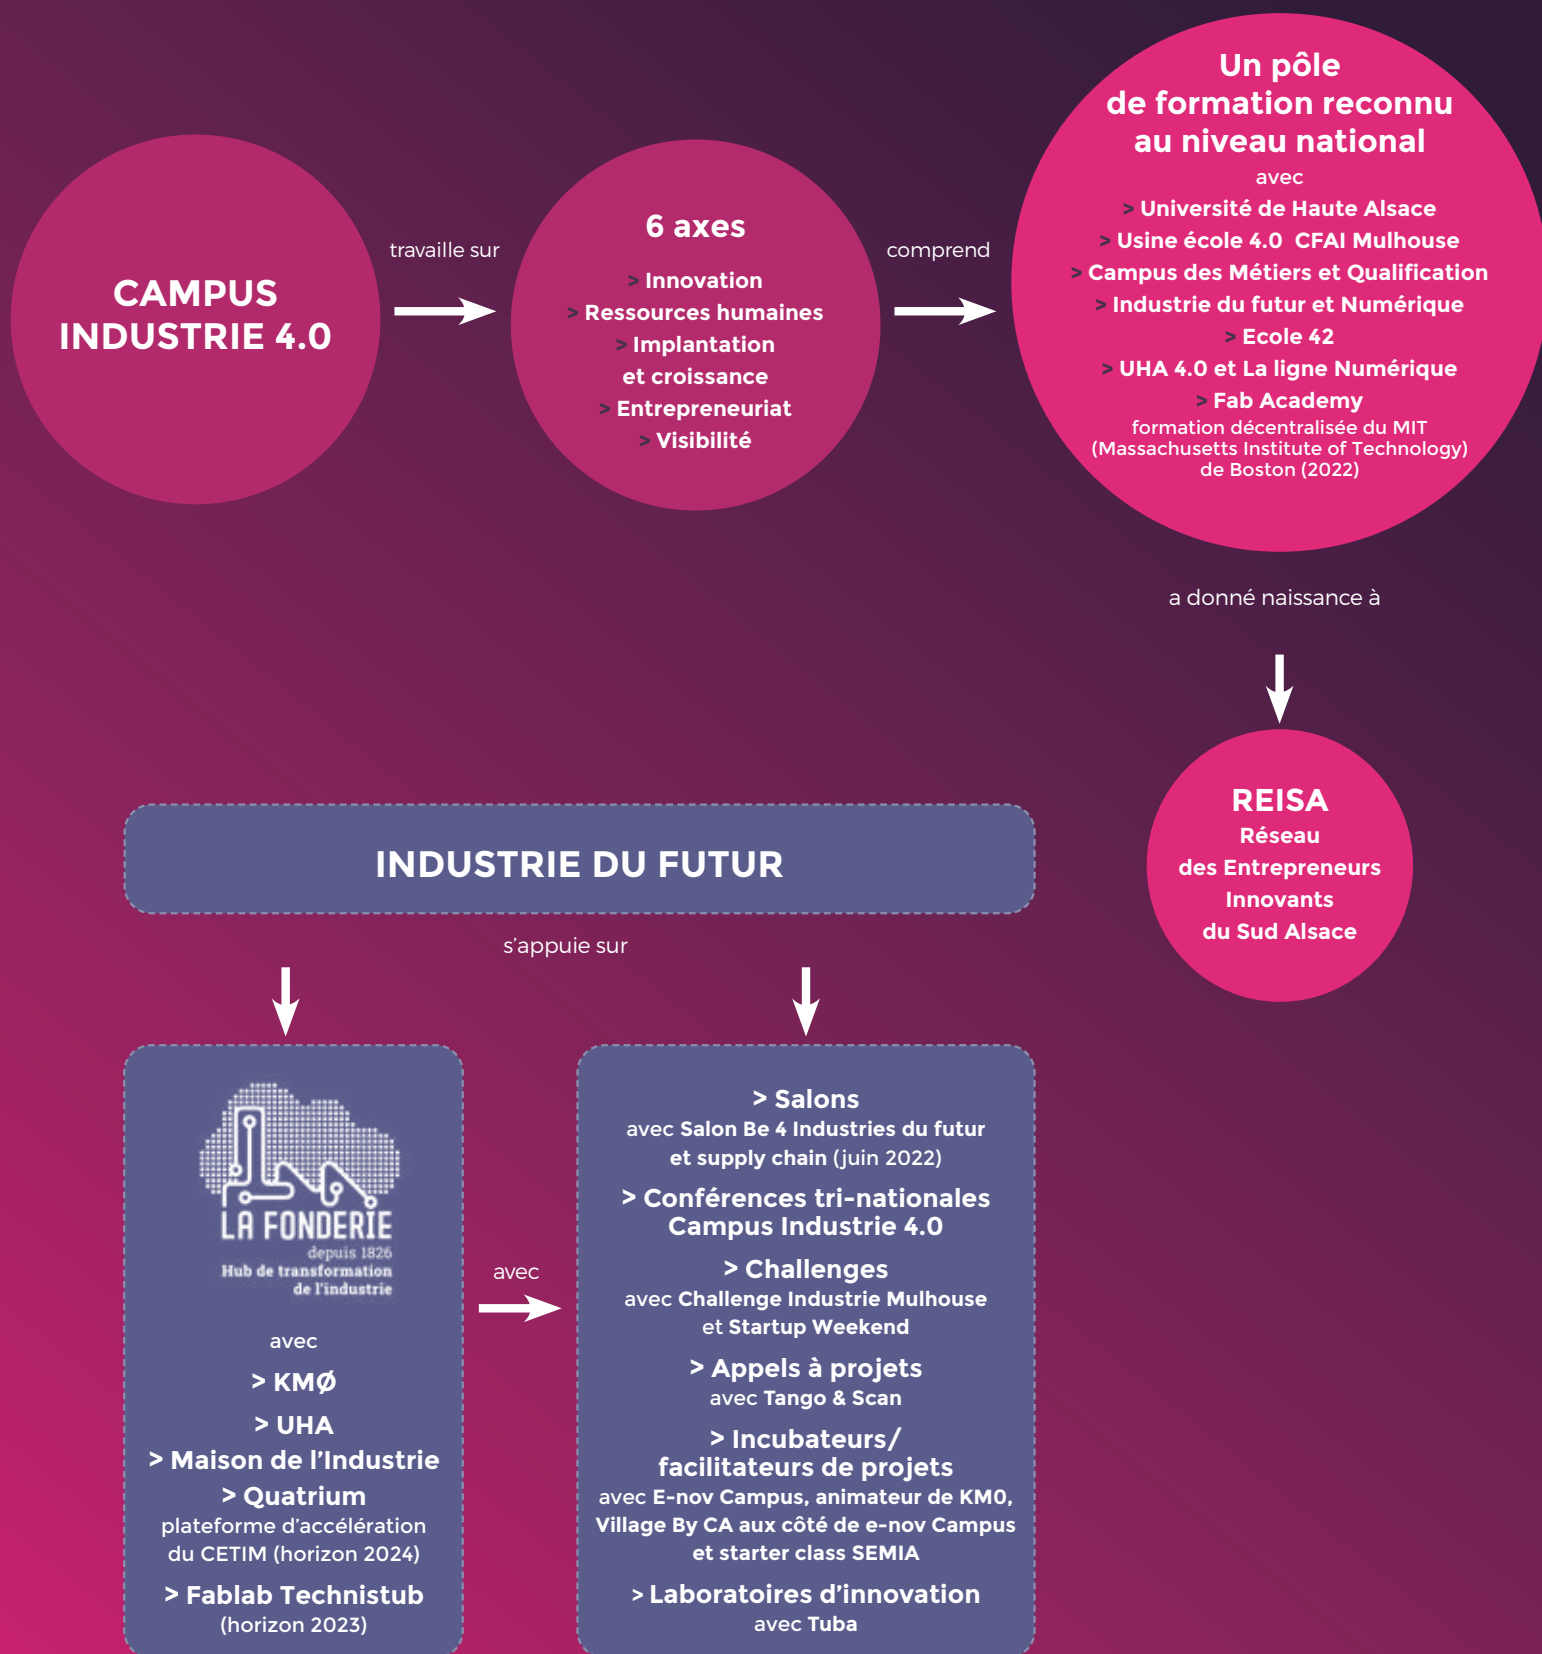 CAMPUS
INDUSTRIE 4.0
travaille sur
6 axes
> Innovation
> Ressources humaines
> Implantation
et croissance
> Entrepreneuriat
> Visibilité
comprend
Un pôle
de formation reconnu
au niveau national
avec
> Université de Haute Alsace
> Usine école 4.0 CFAI Mulhouse
> Campus des Métiers et Qualification
> Industrie du futur et Numérique
> Ecole 42
> UHA 4.0 et La ligne Numérique
> Fab Academy
formation décentralisée du MIT
(Massachusetts Institute of Technology)
de Boston (2022)
a donné naissance à
REISA
Réseau
des Entrepreneurs
Innovants
du Sud Alsace
INDUSTRIE DU FUTUR
s'appuie sur
LA FONDERIE
depuis 1826
Hub de transformation
de l'industrie
avec
> KMØ
> UHA
> Maison de l'Industrie
> Quatrium
plateforme d'accélération
du CETIM (horizon 2024)
> Fablab Technistub
(horizon 2023)
avec
> Salons
avec Salon Be 4 Industries du futur
et supply chain (juin 2022)
> Conférences tri-nationales
Campus Industrie 4.0
> Challenges
avec Challenge Industrie Mulhouse
et Startup Weekend
> Appels à projets
avec Tango & Scan
> Incubateurs/
facilitateurs de projets
avec E-nov Campus, animateur de KM0,
Village By CA aux côté de e-nov Campus
et starter class SEMIA
> Laboratoires d'innovation
avec Tuba